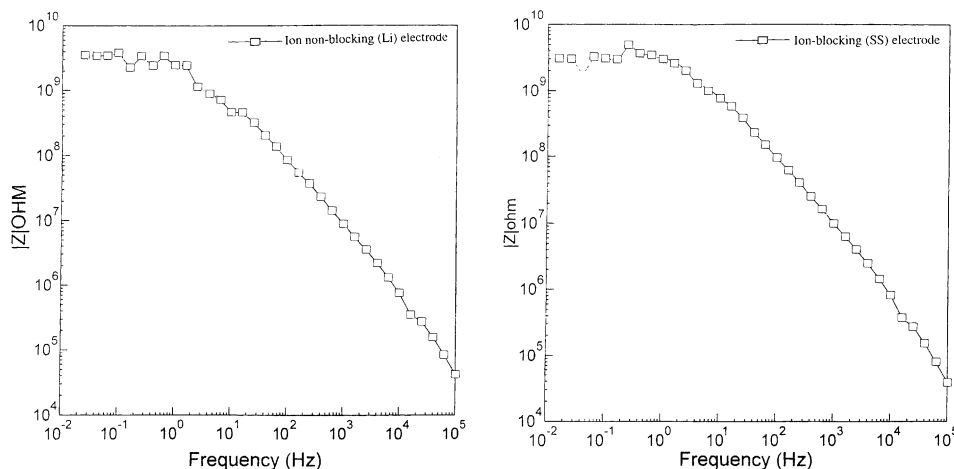 10^10
10^9
10^8
10^7
10^6
10^5
10^4
|Z|OHM
Ion non-blocking (Li) electrode
10^-2 10^-1 10^0 10^1 10^2 10^3 10^4 10^5
Frequency (Hz)
10^10
10^9
10^8
10^7
10^6
10^5
10^4
|Z|ohm
Ion-blocking (SS) electrode
10^-2 10^-1 10^0 10^1 10^2 10^3 10^4 10^5
Frequency (Hz)